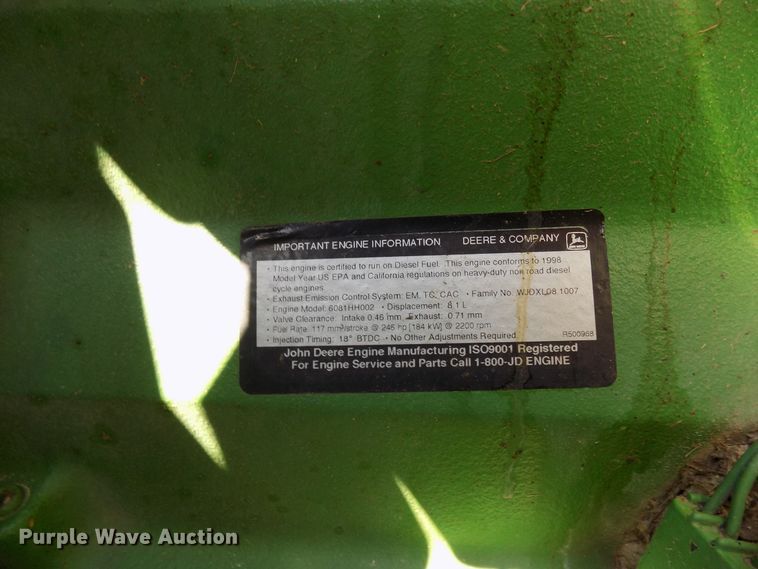 IMPORTANT ENGINE INFORMATION DEERE & COMPANY
• This engine is certified to run on Diesel Fuel. This engine conforms to 1998
Model Year US EPA and California regulations on heavy-duty non road diesel
cycle engines.
• Exhaust Emission Control System: EM, TC, CAC • Family No. WJDXL08.1007
• Engine Model: 6081HH002 • Displacement: 8.1 L
• Valve Clearance: Intake 0.46 mm Exhaust: 0.71 mm
• Fuel Rate: 117 mm³/stroke @ 246 hp [184 kW] @ 2200 rpm
• Injection Timing: 18° BTDC • No Other Adjustments Required R500968
John Deere Engine Manufacturing ISO9001 Registered
For Engine Service and Parts Call 1-800-JD ENGINE
Purple Wave Auction